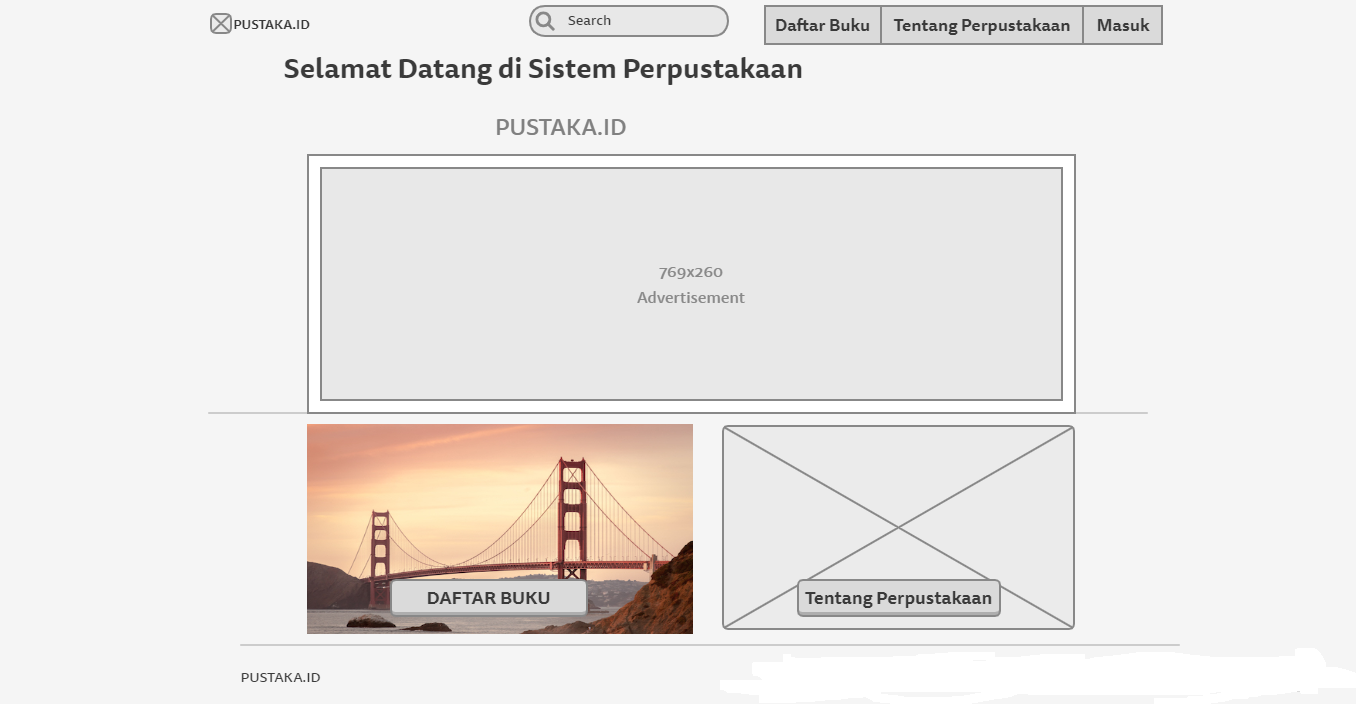 PUSTAKA.ID
Search
Daftar Buku
Tentang Perpustakaan
Masuk
Selamat Datang di Sistem Perpustakaan
PUSTAKA.ID
769x260
Advertisement
DAFTAR BUKU
Tentang Perpustakaan
PUSTAKA.ID